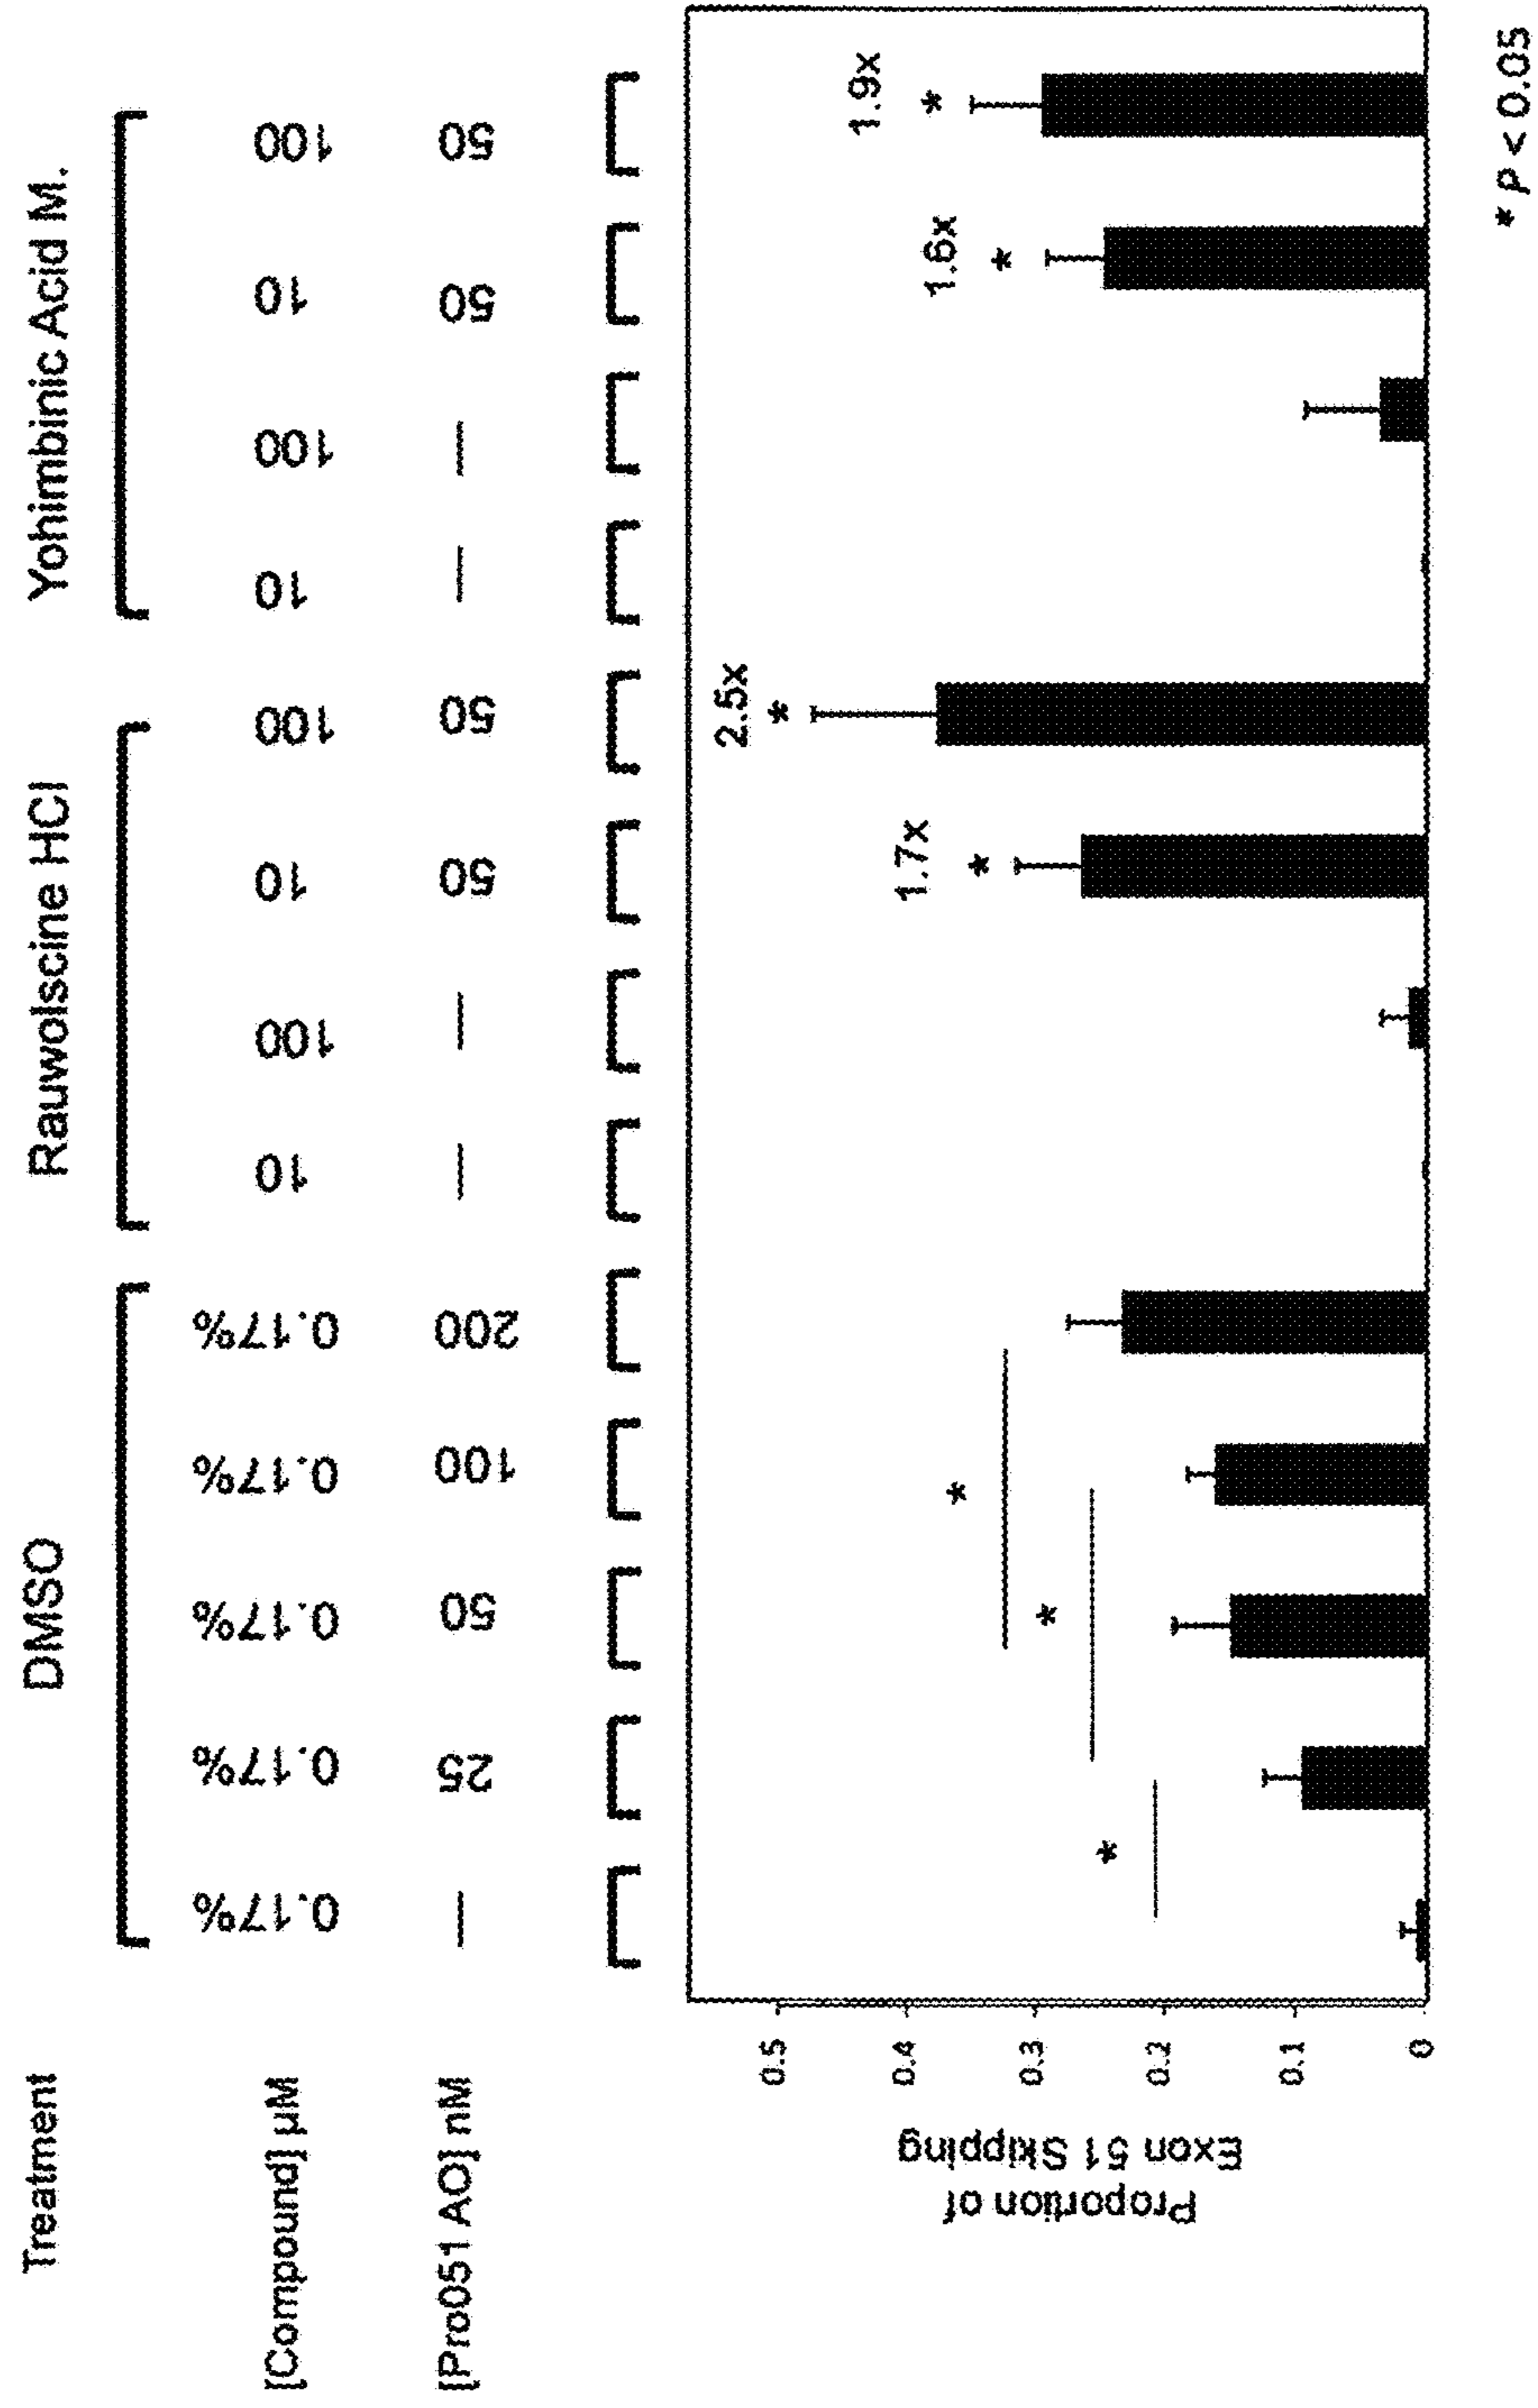 Treatment DMSO Rauwolscine HCl Yohimbinic Acid M.
[Compound] µM 0.17% 0.17% 0.17% 0.17% 0.17% 10 100 10 100 10 100 10 100
[Pro051 AO] nM — 25 50 100 200 — — 50 50 — — 50 50
Proportion of
Exon 51 Skipping
0.5
0.4
0.3
0.2
0.1
0
*
*
*
1.7x
*
2.5x
*
1.6x
*
1.9x
*
* P < 0.05